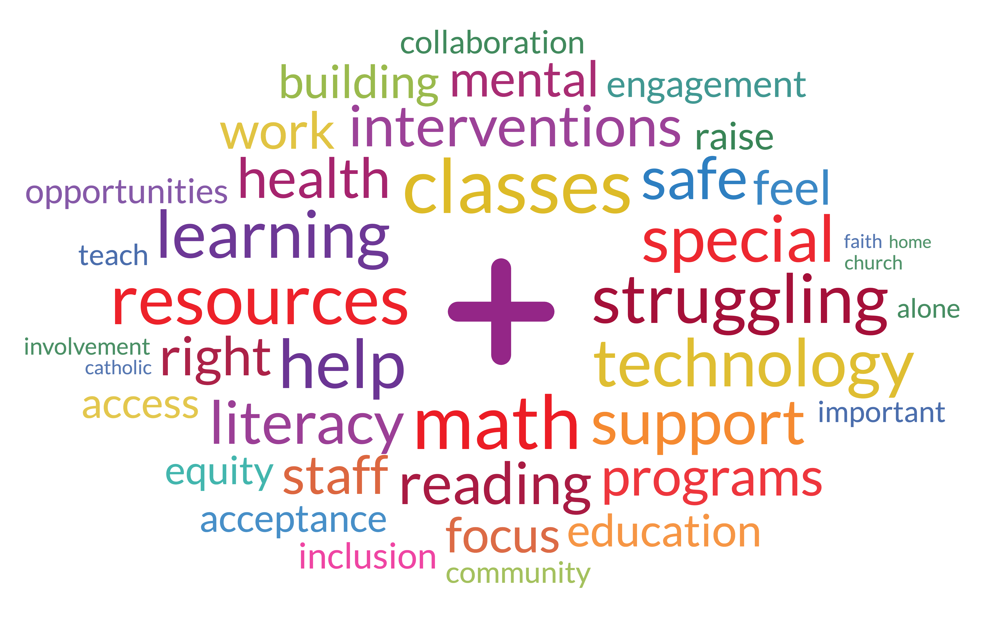 collaboration
building mental engagement
work interventions raise
opportunities health classes safe feel
teach learning special faith home
church
resources + struggling alone
involvement right help technology
catholic
access literacy math support important
equity staff reading programs
acceptance focus education
inclusion community